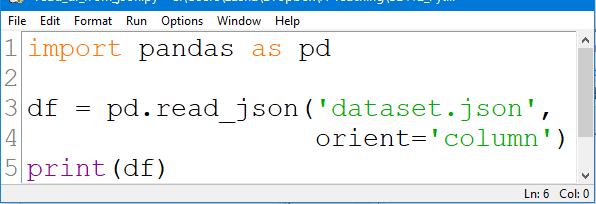 File Edit Format Run Options Window Help
1 import pandas as pd
2
3 df = pd.read_json('dataset.json',
4 orient='column')
5 print(df)
Ln: 6 Col: 0